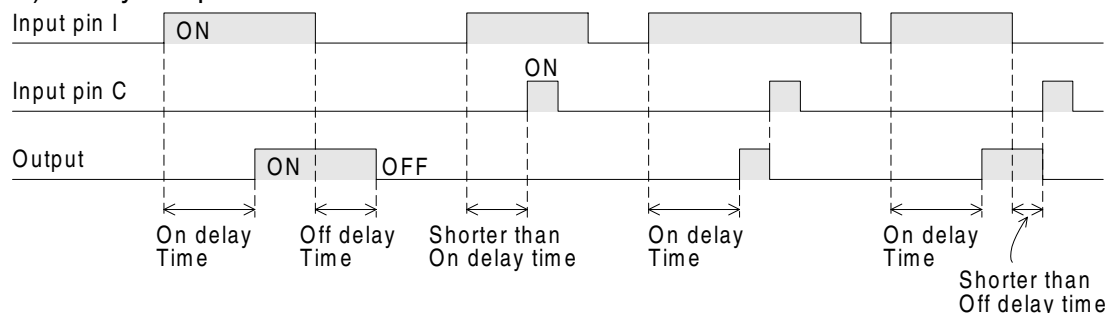 Input pin I
ON
ON
Input pin C
Output
ON
OFF
On delay
Time
Off delay
Time
Shorter than
On delay time
On delay
Time
On delay
Time
Shorter than
Off delay time